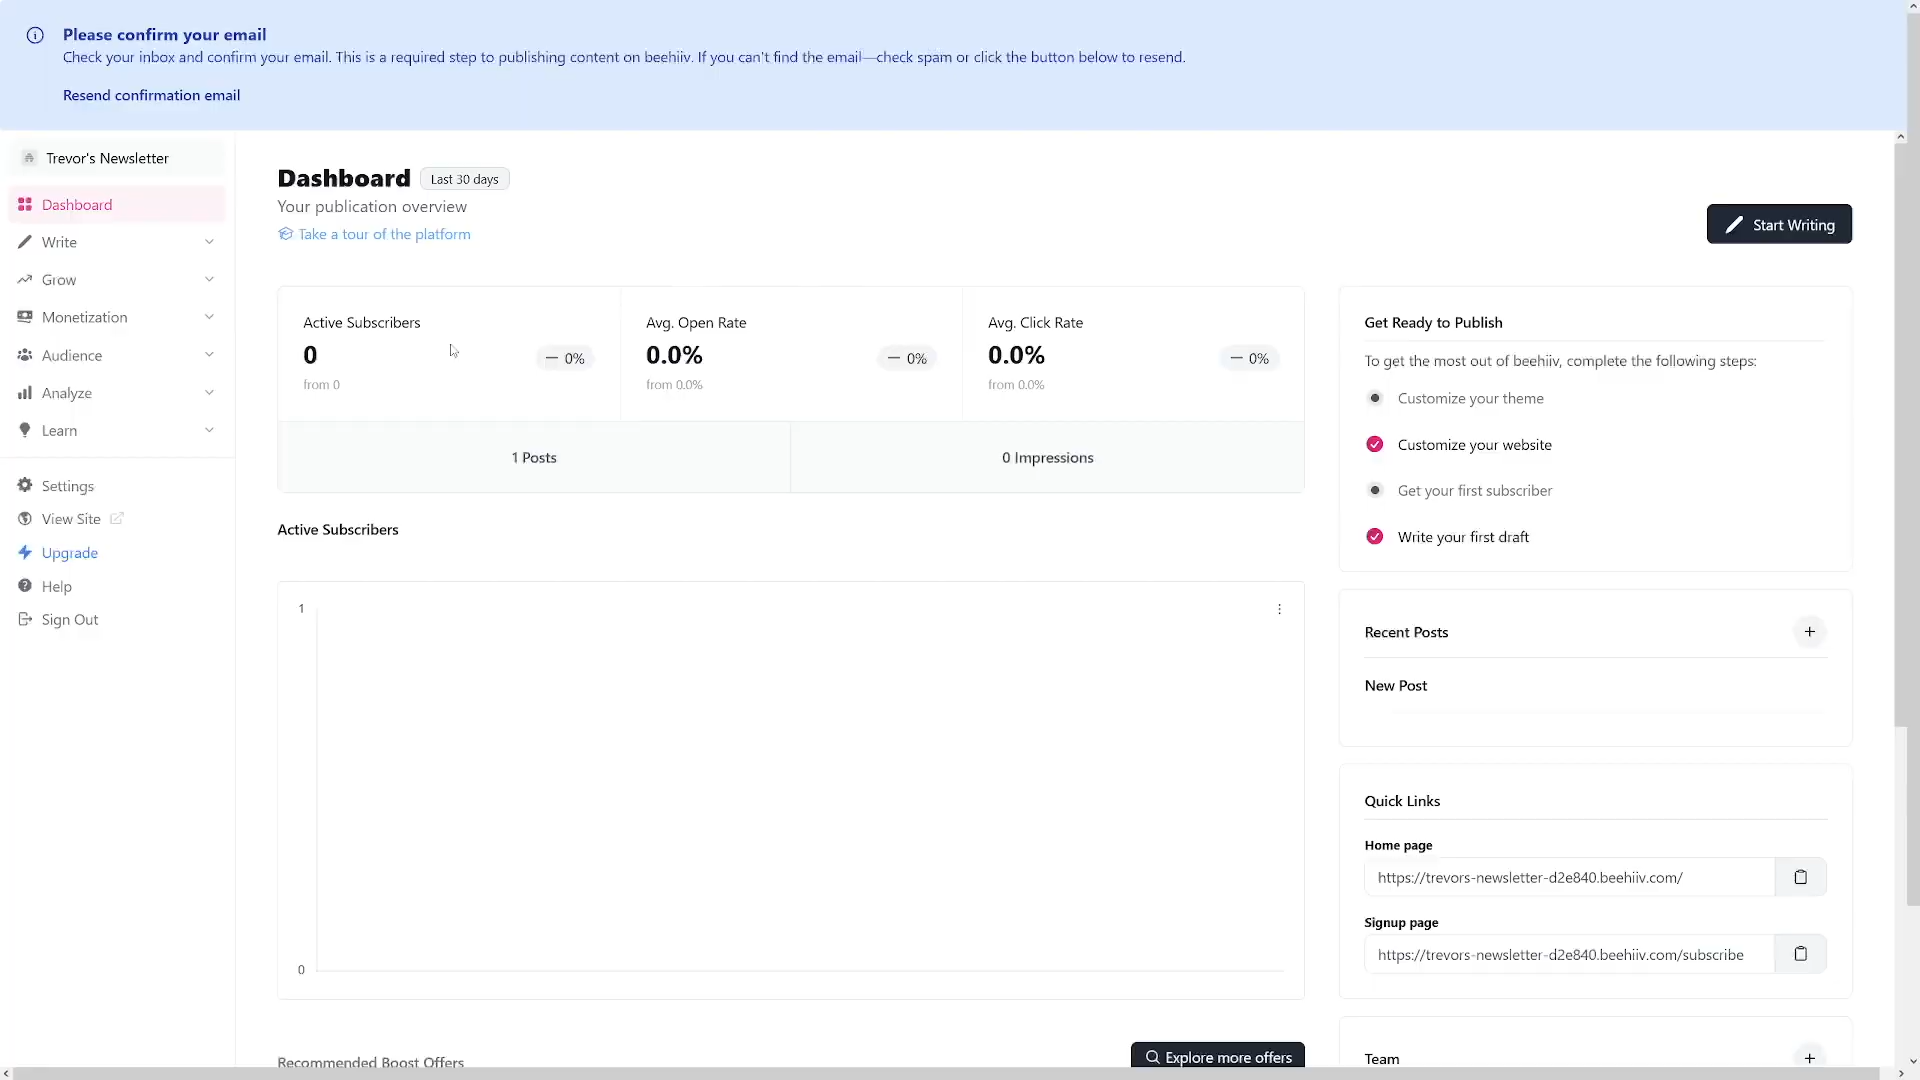 Please confirm your email
Check your inbox and confirm your email. This is a required step to publishing content on beehiiv. If you can't find the email—check spam or click the button below to resend.
Resend confirmation email
Trevor's Newsletter
Dashboard
Write
Grow
Monetization
Audience
Analyze
Learn
Settings
View Site
Upgrade
Help
Sign Out
Dashboard Last 30 days
Your publication overview
Take a tour of the platform
Start Writing
Active Subscribers
0
— 0%
from 0
Avg. Open Rate
0.0%
— 0%
from 0.0%
Avg. Click Rate
0.0%
— 0%
from 0.0%
1 Posts
0 Impressions
Active Subscribers
1
0
Recommended Boost Offers
Explore more offers
Get Ready to Publish
To get the most out of beehiiv, complete the following steps:
Customize your theme
Customize your website
Get your first subscriber
Write your first draft
Recent Posts
New Post
Quick Links
Home page
https://trevors-newsletter-d2e840.beehiiv.com/
Signup page
https://trevors-newsletter-d2e840.beehiiv.com/subscribe
Team